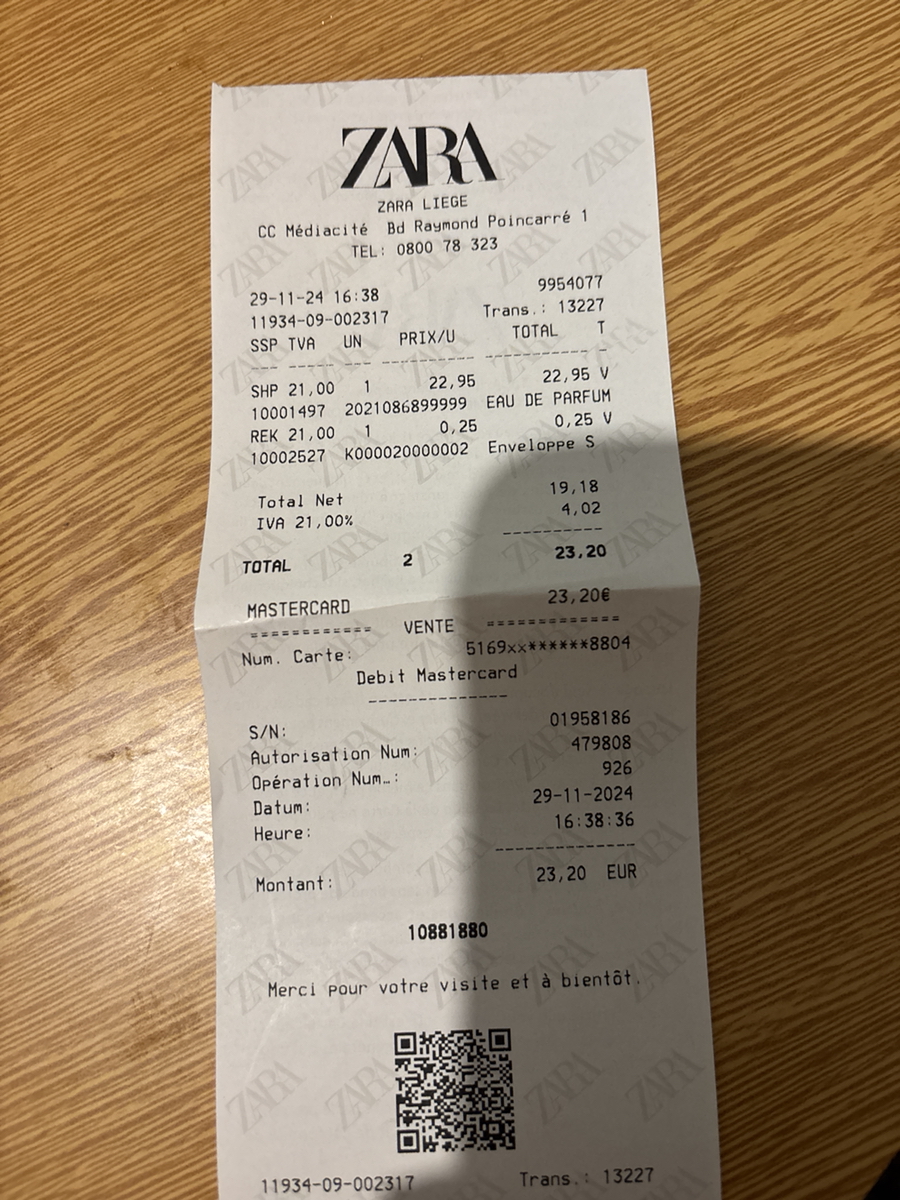 ZARA
ZARA LIEGE
CC Médiacité Bd Raymond Poincarré 1
TEL: 0800 78 323
29-11-24 16:38 9954077
11934-09-002317 Trans.: 13227
SSP TVA UN PRIX/U TOTAL T
--- ----- --- ----------- ------------ -
SHP 21,00 1 22,95 22,95 V
10001497 2021086899999 EAU DE PARFUM
REK 21,00 1 0,25 0,25 V
10002527 K000020000002 Enveloppe S
Total Net 19,18
IVA 21,00% 4,02
----------
TOTAL 2 23,20
MASTERCARD 23,20€
============ VENTE =============
Num. Carte: 5169xx******8804
Debit Mastercard
--------------
S/N: 01958186
Autorisation Num: 479808
Opération Num…: 926
Datum: 29-11-2024
Heure: 16:38:36
--------------
Montant: 23,20 EUR
10881880
Merci pour votre visite et à bientôt.
11934-09-002317 Trans.: 13227